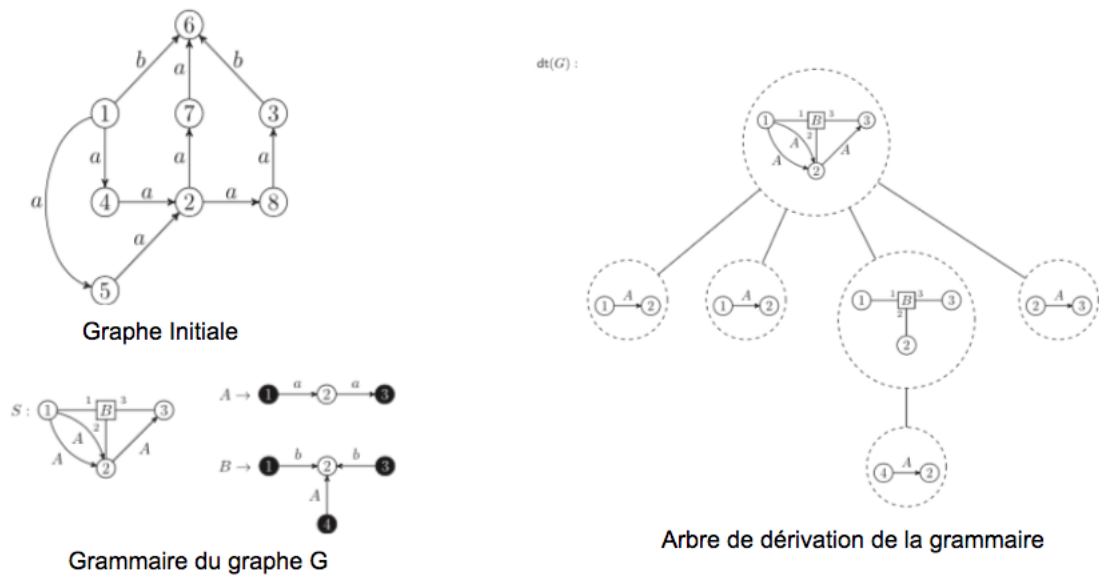 6
b
a
b
1
7
3
a
a
a
a
4
a
2
a
8
a
5
Graphe Initiale
S :
1
1
B
3
3
2
A
A
A
2
A →
1
a
2
a
3
B →
1
b
2
b
3
A
4
Grammaire du graphe G
dt(G) :
1
1
B
3
3
2
A
A
A
2
1
A
2
1
A
2
1
1
B
3
3
2
2
2
A
3
4
A
2
Arbre de dérivation de la grammaire